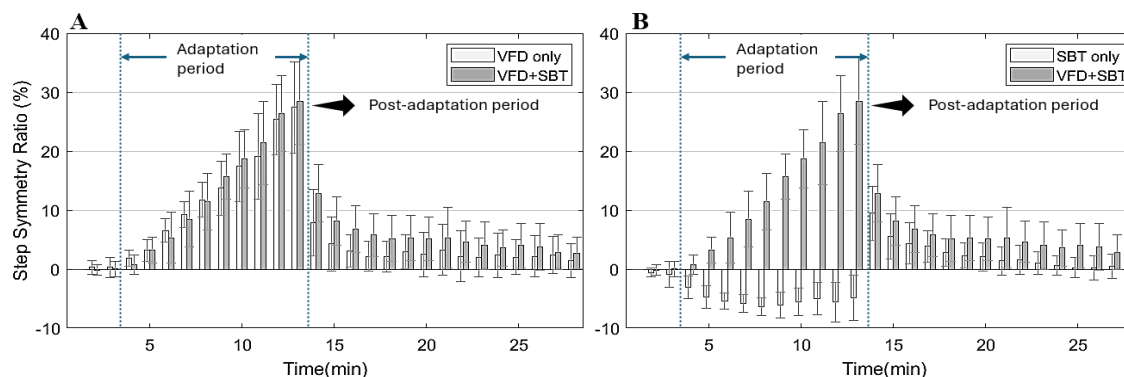 A
B
40
30
20
10
0
-10
Step Symmetry Ratio (%)
Adaptation
period
VFD only
VFD+SBT
Post-adaptation period
5
10
15
20
25
Time(min)
40
30
20
10
0
-10
Adaptation
period
SBT only
VFD+SBT
Post-adaptation period
5
10
15
20
25
Time(min)